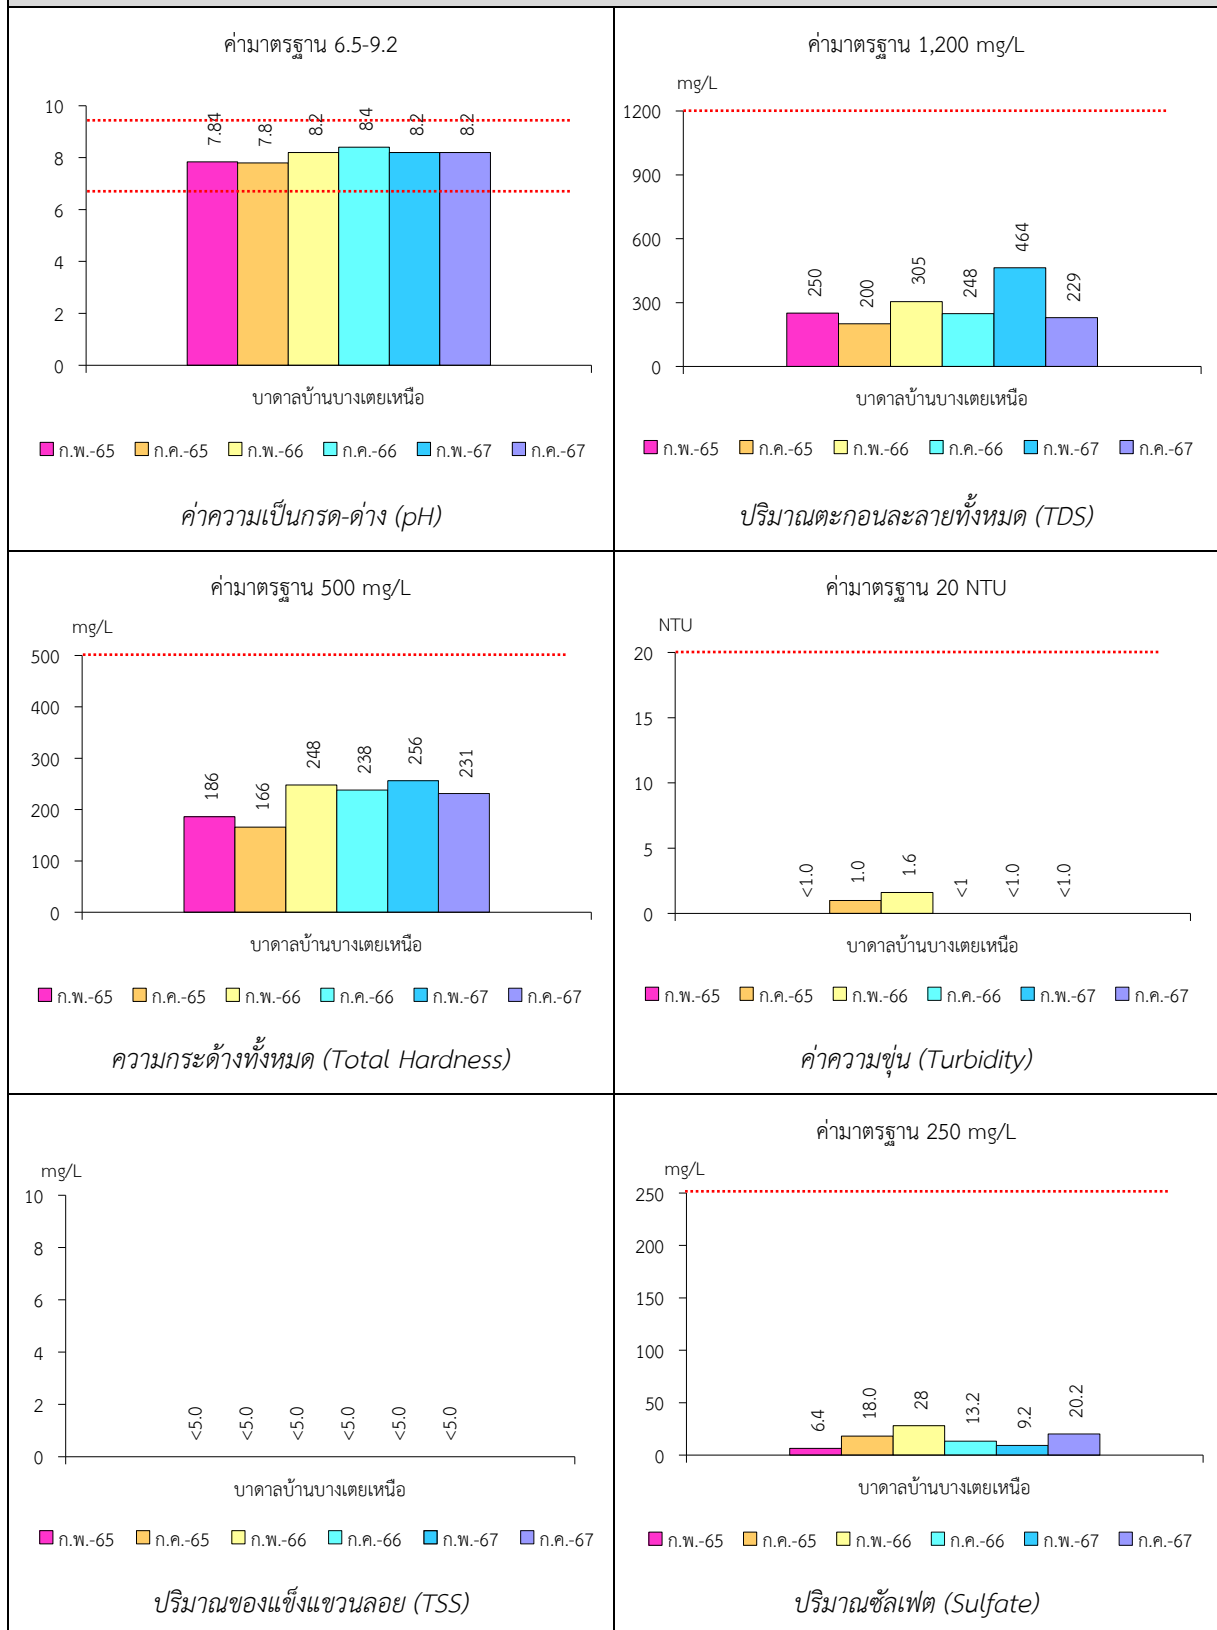 ค่ามาตรฐาน 6.5-9.2
10
8
6
4
2
0
7.84
7.8
8.2
8.4
8.2
8.2
บาดาลบ้านบางเตยเหนือ
ก.พ.-65 ก.ค.-65 ก.พ.-66 ก.ค.-66 ก.พ.-67 ก.ค.-67
ค่าความเป็นกรด-ด่าง (pH)
ค่ามาตรฐาน 1,200 mg/L
mg/L
1200
900
600
300
0
250
200
305
248
464
229
บาดาลบ้านบางเตยเหนือ
ก.พ.-65 ก.ค.-65 ก.พ.-66 ก.ค.-66 ก.พ.-67 ก.ค.-67
ปริมาณตะกอนละลายทั้งหมด (TDS)
ค่ามาตรฐาน 500 mg/L
mg/L
500
400
300
200
100
0
186
166
248
238
256
231
บาดาลบ้านบางเตยเหนือ
ก.พ.-65 ก.ค.-65 ก.พ.-66 ก.ค.-66 ก.พ.-67 ก.ค.-67
ความกระด้างทั้งหมด (Total Hardness)
ค่ามาตรฐาน 20 NTU
NTU
20
15
10
5
0
<1.0
1.0
1.6
<1
<1.0
<1.0
บาดาลบ้านบางเตยเหนือ
ก.พ.-65 ก.ค.-65 ก.พ.-66 ก.ค.-66 ก.พ.-67 ก.ค.-67
ค่าความขุ่น (Turbidity)
mg/L
10
8
6
4
2
0
<5.0
<5.0
<5.0
<5.0
<5.0
<5.0
บาดาลบ้านบางเตยเหนือ
ก.พ.-65 ก.ค.-65 ก.พ.-66 ก.ค.-66 ก.พ.-67 ก.ค.-67
ปริมาณของแข็งแขวนลอย (TSS)
ค่ามาตรฐาน 250 mg/L
mg/L
250
200
150
100
50
0
6.4
18.0
28
13.2
9.2
20.2
บาดาลบ้านบางเตยเหนือ
ก.พ.-65 ก.ค.-65 ก.พ.-66 ก.ค.-66 ก.พ.-67 ก.ค.-67
ปริมาณซัลเฟต (Sulfate)